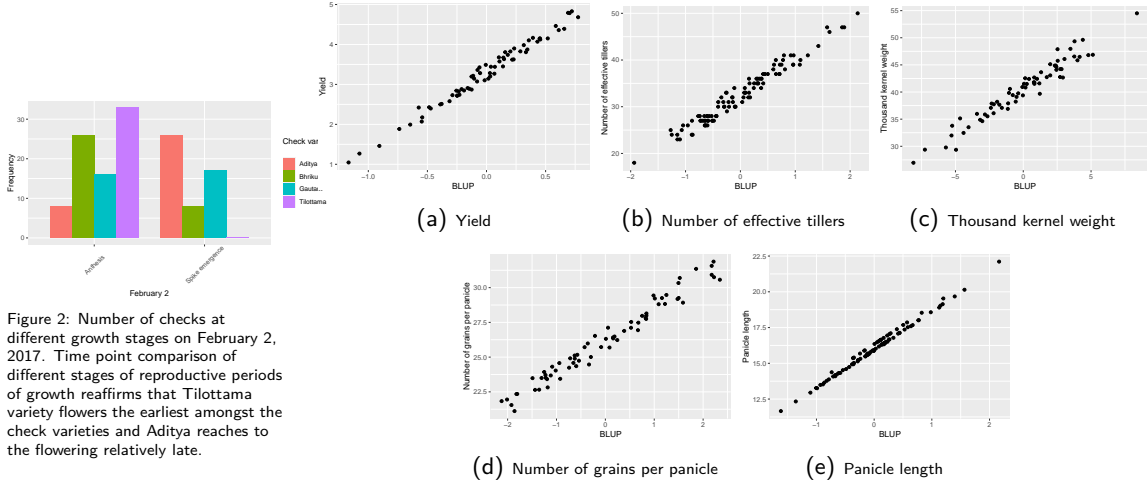 Frequency
30
20
10
0
Anthesis
Spike emergence
February 2
Check var
Aditya
Bhriku
Gauta..
Tilottama
Figure 2: Number of checks at
different growth stages on February 2,
2017. Time point comparison of
different stages of reproductive periods
of growth reaffirms that Tilottama
variety flowers the earliest amongst the
check varieties and Aditya reaches to
the flowering relatively late.
Yield
5
4
3
2
1
−1.0 −0.5 0.0 0.5
BLUP
(a) Yield
Number of effective tillers
50
40
30
20
−2 −1 0 1 2
BLUP
(b) Number of effective tillers
Thousand kernel weight
55
50
45
40
35
30
−5 0 5
BLUP
(c) Thousand kernel weight
Number of grains per panicle
30.0
27.5
25.0
22.5
−2 −1 0 1 2
BLUP
(d) Number of grains per panicle
Panicle length
22.5
20.0
17.5
15.0
12.5
−1 0 1 2
BLUP
(e) Panicle length